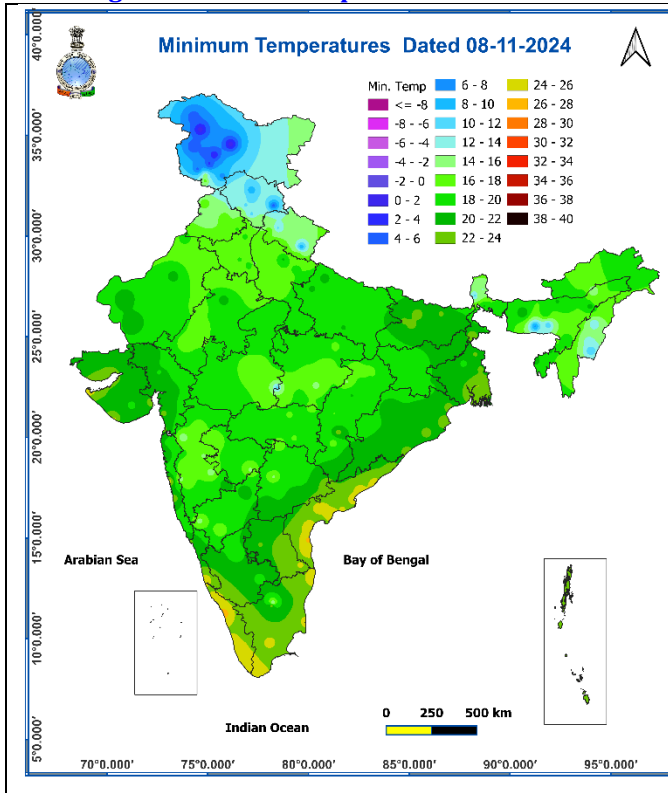 Minimum Temperatures Dated 08-11-2024
Min. Temp
<= -8
-8 - -6
-6 - -4
-4 - -2
-2 - 0
0 - 2
2 - 4
4 - 6
6 - 8
8 - 10
10 - 12
12 - 14
14 - 16
16 - 18
18 - 20
20 - 22
22 - 24
24 - 26
26 - 28
28 - 30
30 - 32
32 - 34
34 - 36
36 - 38
38 - 40
40°0.000'
35°0.000'
30°0.000'
25°0.000'
20°0.000'
15°0.000'
10°0.000'
5°0.000'
Arabian Sea
Bay of Bengal
Indian Ocean
0 250 500 km
70°0.000' 75°0.000' 80°0.000' 85°0.000' 90°0.000' 95°0.000'